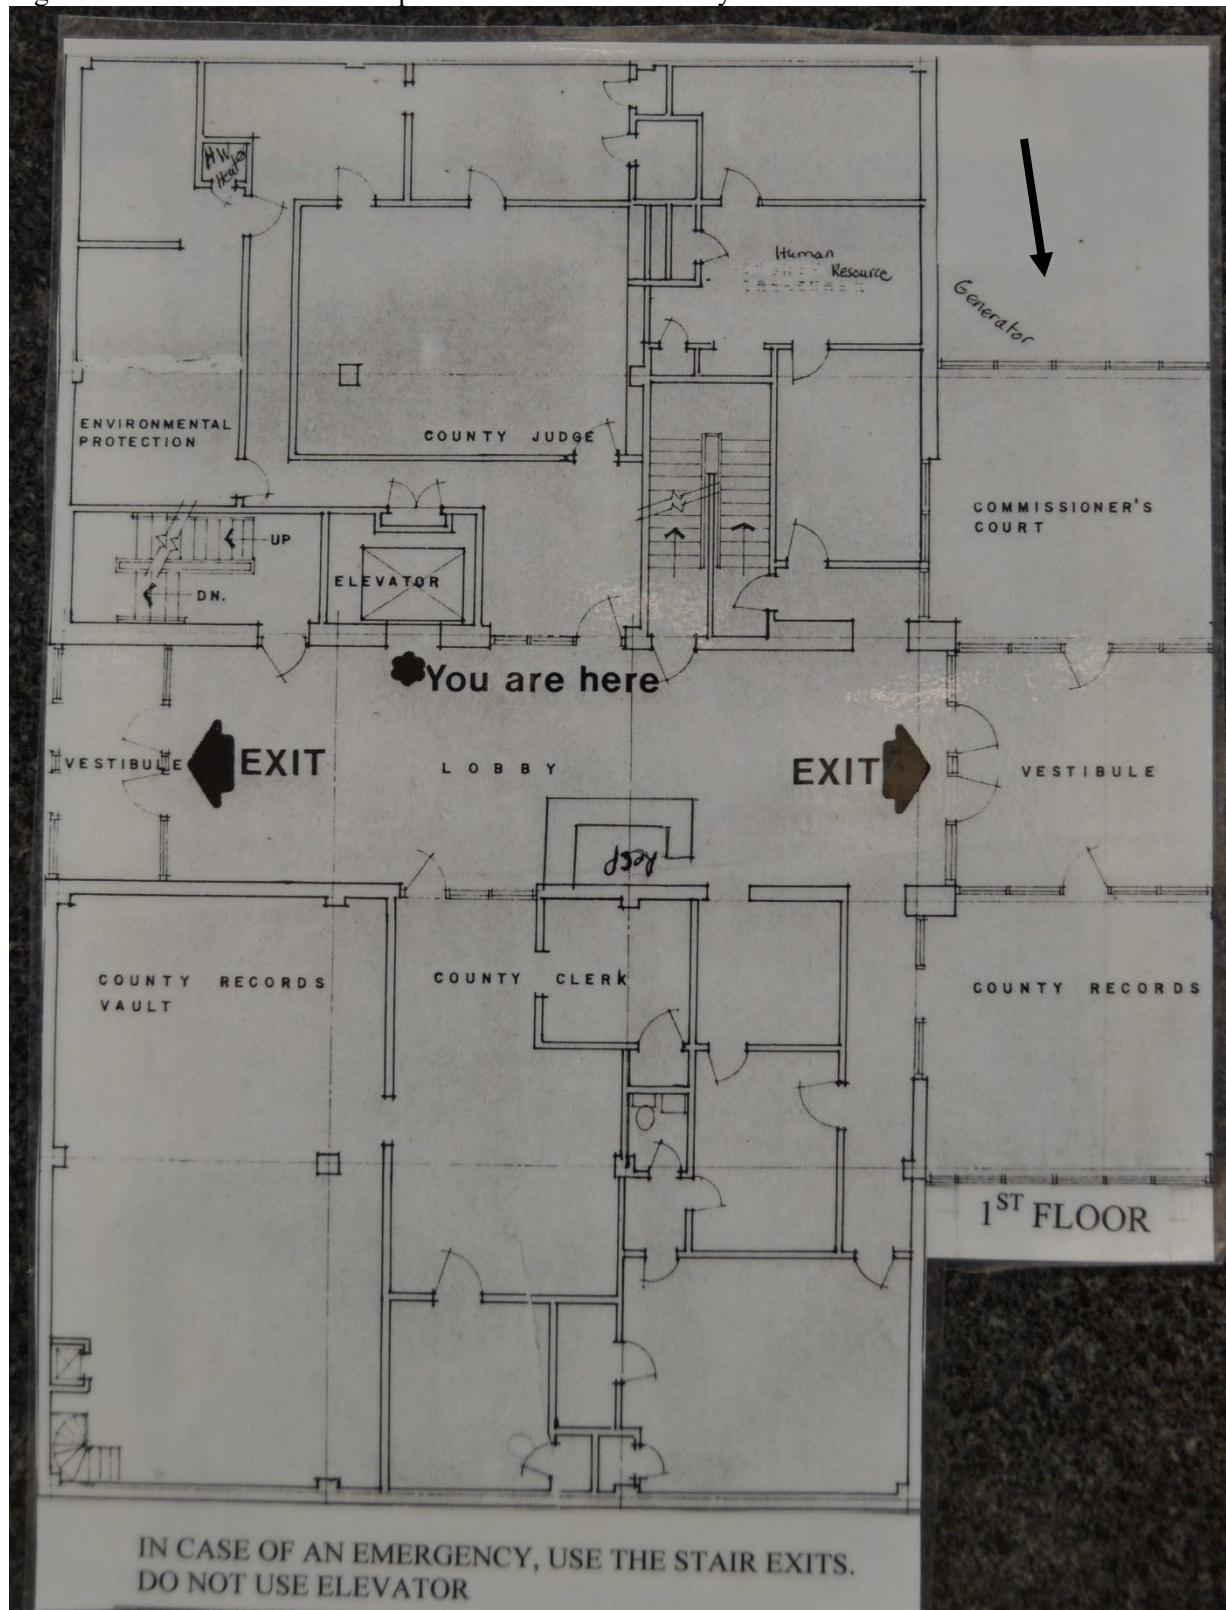 HW
Heater
Human
Resource
Generator
ENVIRONMENTAL
PROTECTION
COUNTY JUDGE
COMMISSIONER'S
COURT
UP
ELEVATOR
DN.
You are here
VESTIBULE
EXIT
LOBBY
EXIT
VESTIBULE
Recp
COUNTY RECORDS
VAULT
COUNTY CLERK
COUNTY RECORDS
1ST FLOOR
IN CASE OF AN EMERGENCY, USE THE STAIR EXITS.
DO NOT USE ELEVATOR